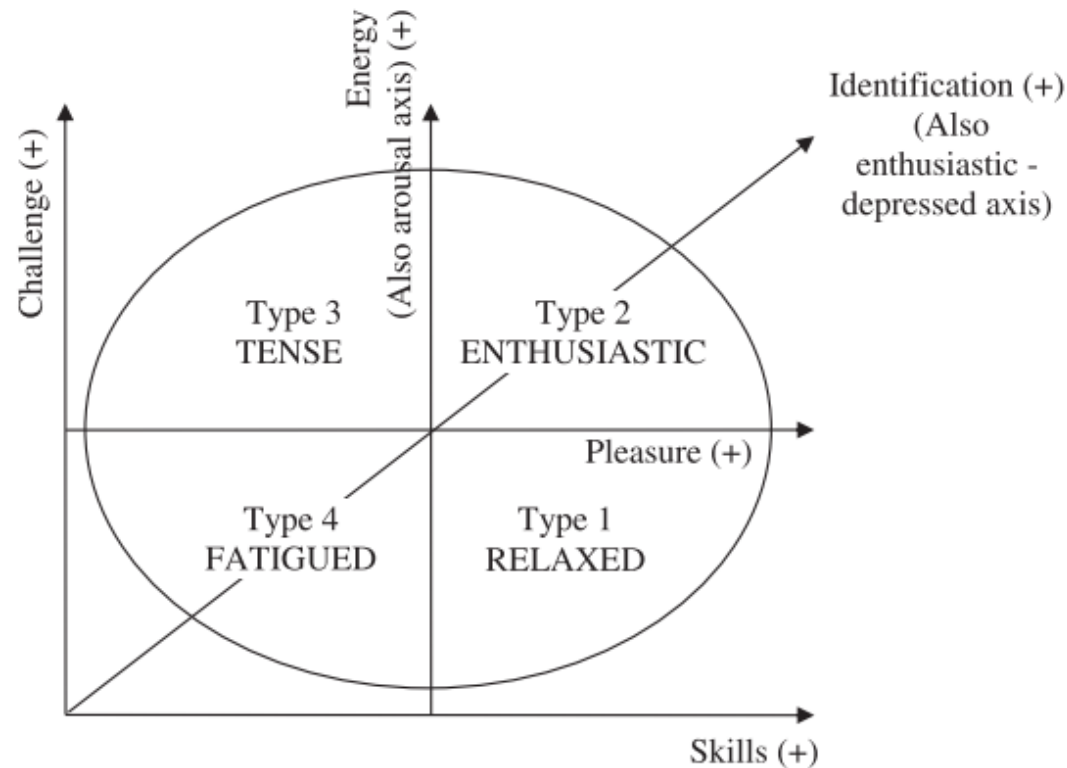 Challenge (+)
Energy
(Also arousal axis) (+)
Identification (+)
(Also
enthusiastic -
depressed axis)
Type 3
TENSE
Type 2
ENTHUSIASTIC
Pleasure (+)
Type 4
FATIGUED
Type 1
RELAXED
Skills (+)